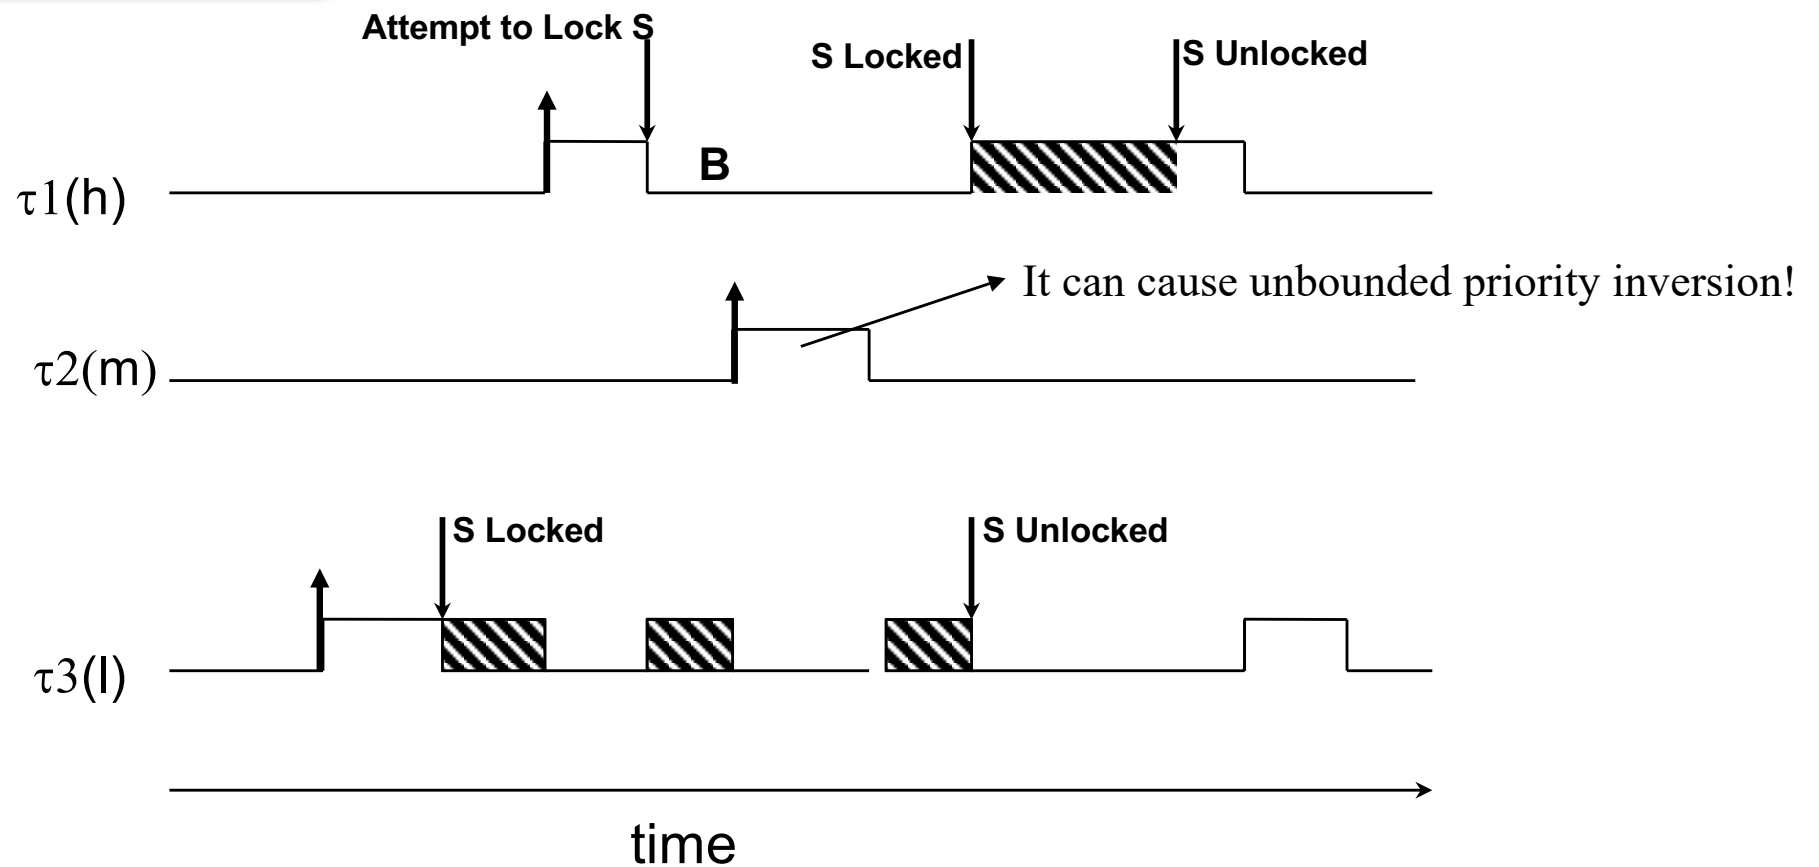 Attempt to Lock S
S Locked
S Unlocked
B
τ1(h)
It can cause unbounded priority inversion!
τ2(m)
S Locked
S Unlocked
τ3(l)
time